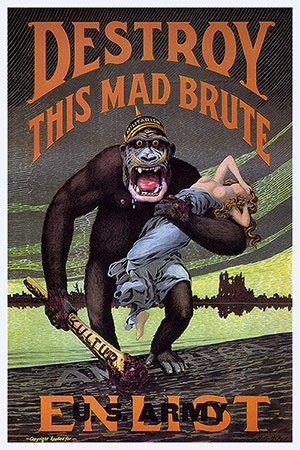 DESTROY
THIS MAD BRUTE
MILITARISM
KULTUR
ENLIST
U.S. ARMY